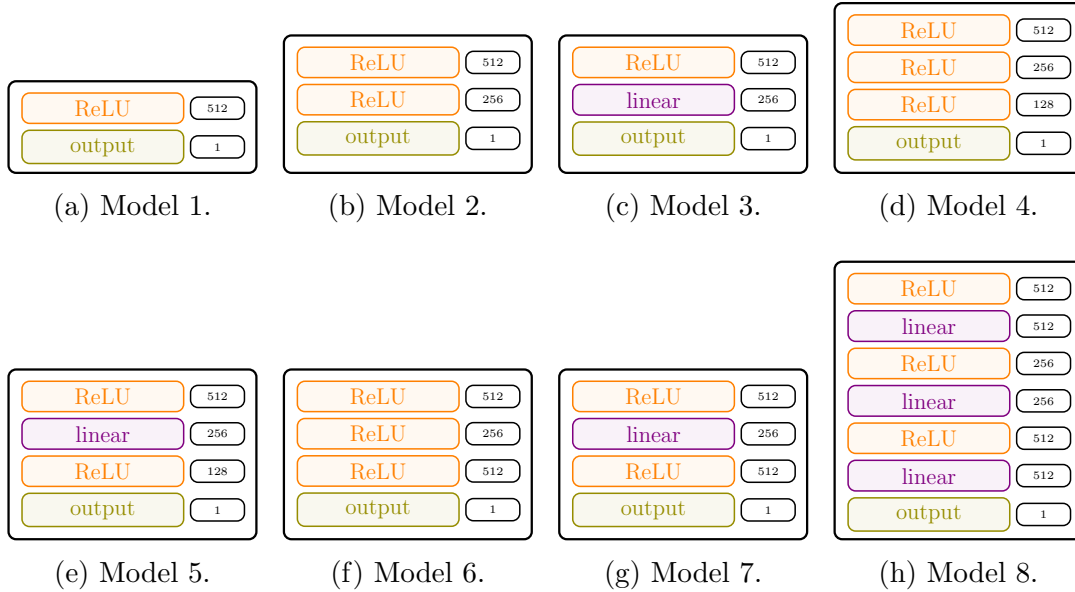 ReLU 512
output 1
(a) Model 1.
ReLU 512
ReLU 256
output 1
(b) Model 2.
ReLU 512
linear 256
output 1
(c) Model 3.
ReLU 512
ReLU 256
ReLU 128
output 1
(d) Model 4.
ReLU 512
linear 256
ReLU 128
output 1
(e) Model 5.
ReLU 512
ReLU 256
ReLU 512
output 1
(f) Model 6.
ReLU 512
linear 256
ReLU 512
output 1
(g) Model 7.
ReLU 512
linear 512
ReLU 256
linear 256
ReLU 512
linear 512
output 1
(h) Model 8.